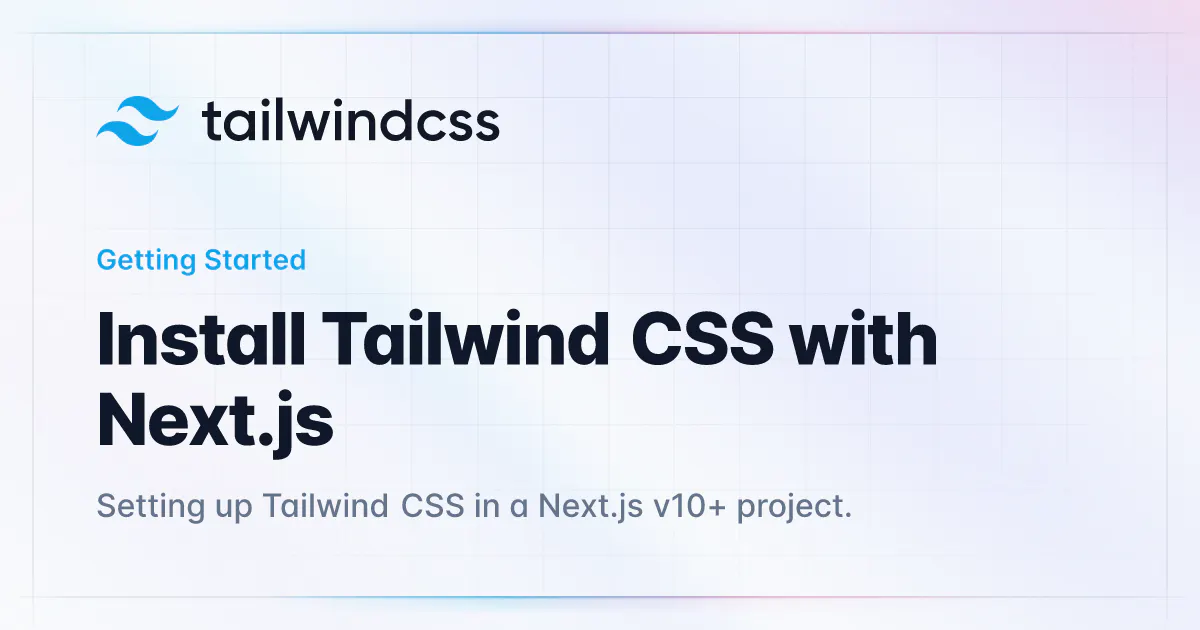 tailwindcss
Getting Started
Install Tailwind CSS with
Next.js
Setting up Tailwind CSS in a Next.js v10+ project.